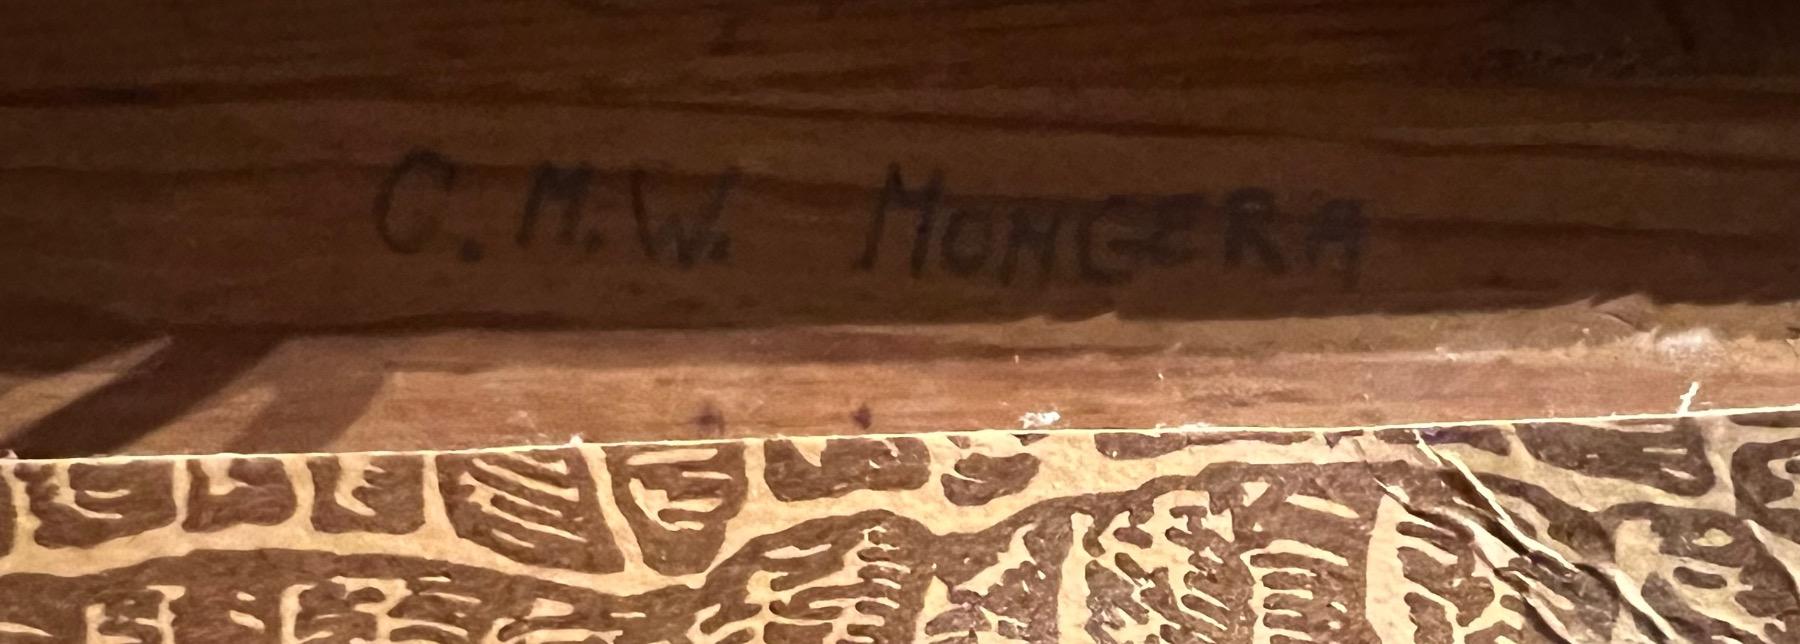 C. M. W. MONGERA